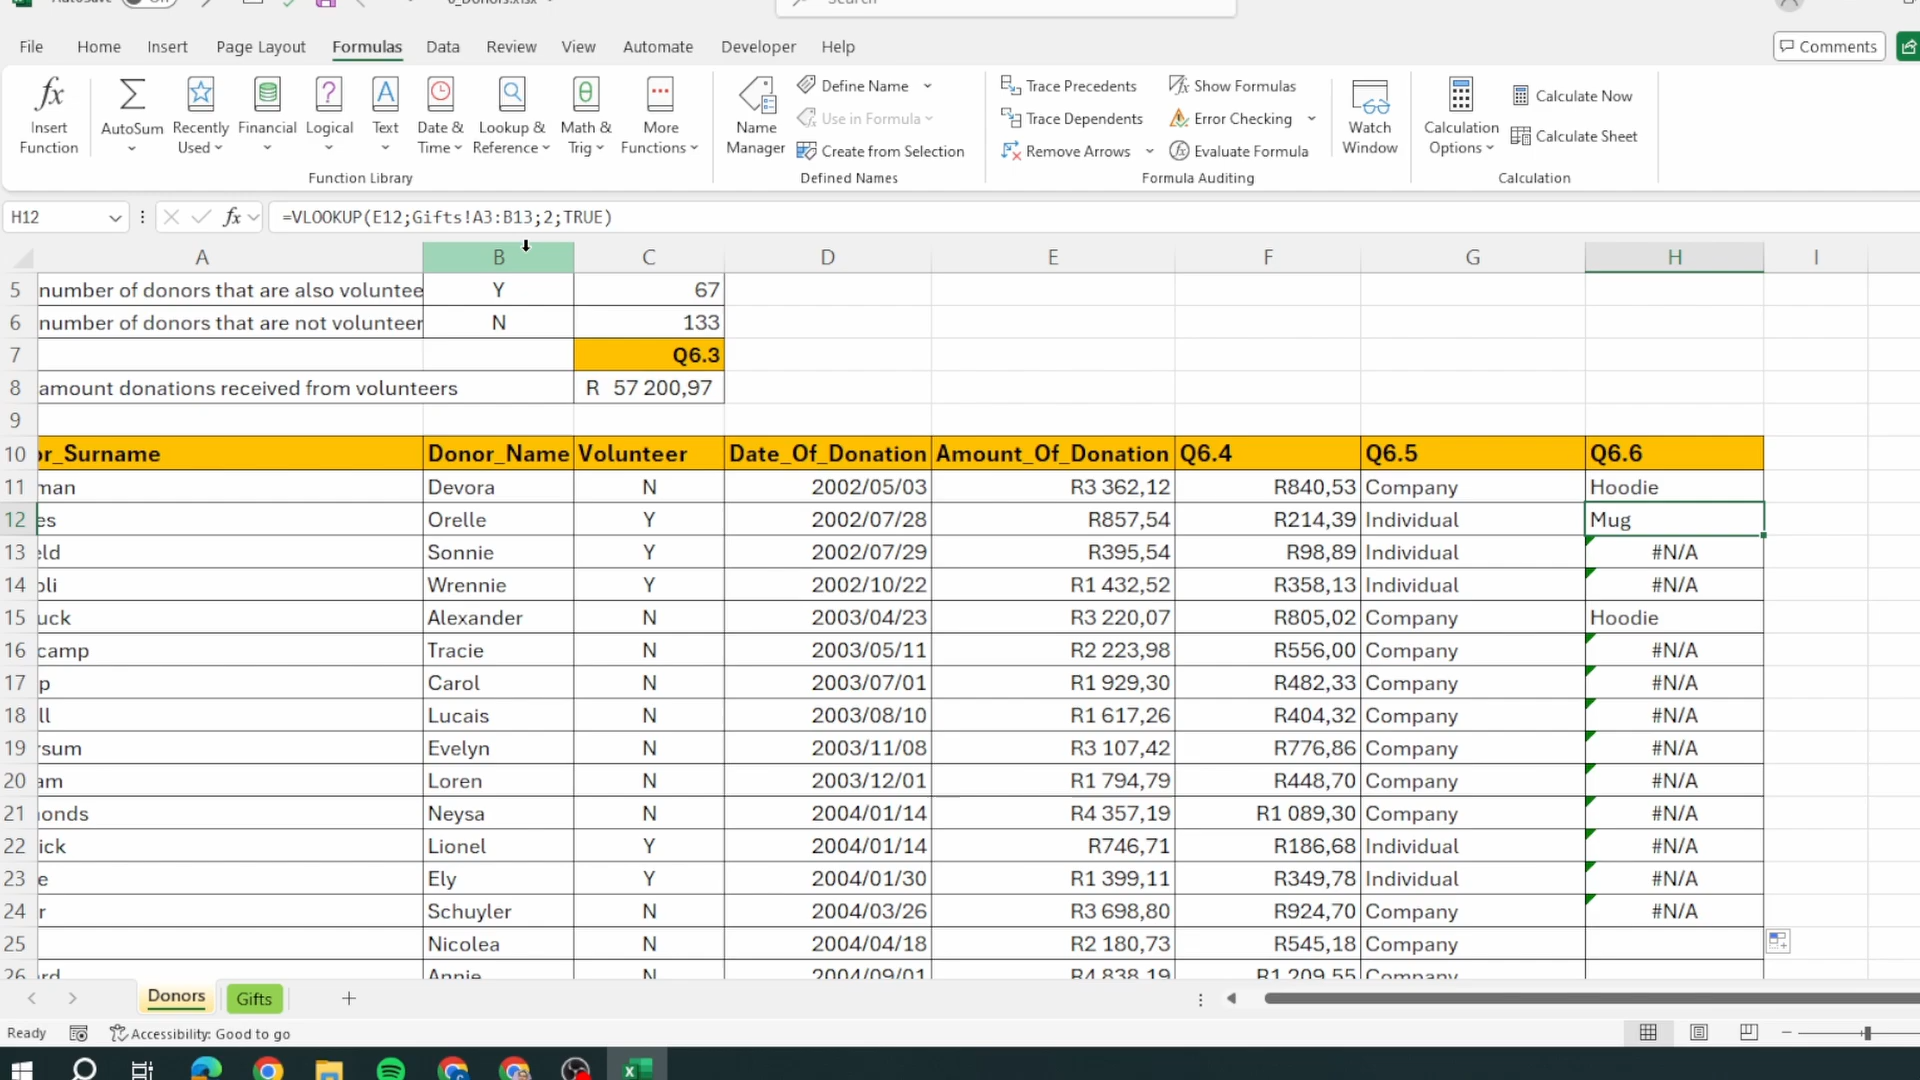 File Home Insert Page Layout Formulas Data Review View Automate Developer Help Comments
Insert Function
AutoSum
Recently Used
Financial
Logical
Text
Date & Time
Lookup & Reference
Math & Trig
More Functions
Function Library
Name Manager
Define Name
Use in Formula
Create from Selection
Defined Names
Trace Precedents
Trace Dependents
Remove Arrows
Show Formulas
Error Checking
Evaluate Formula
Formula Auditing
Watch Window
Calculation Options
Calculate Now
Calculate Sheet
Calculation
H12 fx =VLOOKUP(E12;Gifts!A3:B13;2;TRUE)
A B C D E F G H I
5 number of donors that are also voluntee Y 67
6 number of donors that are not volunteer N 133
7 Q6.3
8 amount donations received from volunteers R 57 200,97
9
10 or_Surname Donor_Name Volunteer Date_Of_Donation Amount_Of_Donation Q6.4 Q6.5 Q6.6
11 man Devora N 2002/05/03 R3 362,12 R840,53 Company Hoodie
12 es Orelle Y 2002/07/28 R857,54 R214,39 Individual Mug
13 eld Sonnie Y 2002/07/29 R395,54 R98,89 Individual #N/A
14 oli Wrennie Y 2002/10/22 R1 432,52 R358,13 Individual #N/A
15 uck Alexander N 2003/04/23 R3 220,07 R805,02 Company Hoodie
16 camp Tracie N 2003/05/11 R2 223,98 R556,00 Company #N/A
17 p Carol N 2003/07/01 R1 929,30 R482,33 Company #N/A
18 ll Lucais N 2003/08/10 R1 617,26 R404,32 Company #N/A
19 rsum Evelyn N 2003/11/08 R3 107,42 R776,86 Company #N/A
20 am Loren N 2003/12/01 R1 794,79 R448,70 Company #N/A
21 onds Neysa N 2004/01/14 R4 357,19 R1 089,30 Company #N/A
22 ick Lionel Y 2004/01/14 R746,71 R186,68 Individual #N/A
23 e Ely Y 2004/01/30 R1 399,11 R349,78 Individual #N/A
24 r Schuyler N 2004/03/26 R3 698,80 R924,70 Company #N/A
25 Nicolea N 2004/04/18 R2 180,73 R545,18 Company
26 rd Annie N 2004/09/01 R4 838,19 R1 209,55 Company
Donors Gifts
Ready Accessibility: Good to go